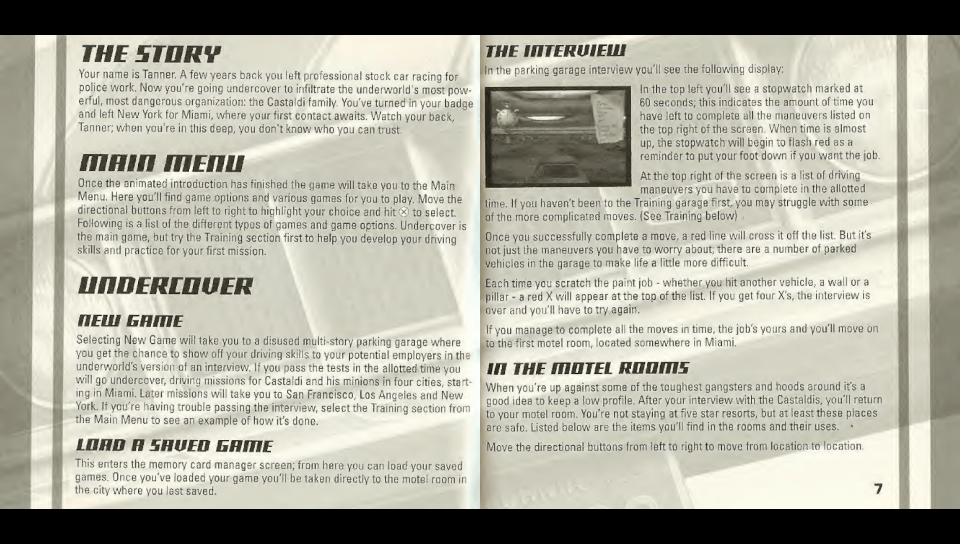 THE STORY
Your name is Tanner. A few years back you left professional stock car racing for
police work. Now you're going undercover to infiltrate the underworld's most pow-
erful, most dangerous organization: the Castaldi family. You've turned in your badge
and left New York for Miami, where your first contact awaits. Watch your back,
Tanner; when you're in this deep, you don't know who you can trust.
MAIN MENU
Once the animated introduction has finished the game will take you to the Main
Menu. Here you'll find game options and various games for you to play. Move the
directional buttons from left to right to highlight your choice and hit ⊗ to select.
Following is a list of the different types of games and game options. Undercover is
the main game, but try the Training section first to help you develop your driving
skills and practice for your first mission.
UNDERCOVER
NEW GAME
Selecting New Game will take you to a disused multi-story parking garage where
you get the chance to show off your driving skills to your potential employers in the
underworld's version of an interview. If you pass the tests in the allotted time you
will go undercover, driving missions for Castaldi and his minions in four cities, start-
ing in Miami. Later missions will take you to San Francisco, Los Angeles and New
York. If you're having trouble passing the interview, select the Training section from
the Main Menu to see an example of how it's done.
LOAD A SAVED GAME
This enters the memory card manager screen; from here you can load your saved
games. Once you've loaded your game you'll be taken directly to the motel room in
the city where you last saved.
THE INTERVIEW
In the parking garage interview you'll see the following display:
In the top left you'll see a stopwatch marked at
60 seconds; this indicates the amount of time you
have left to complete all the maneuvers listed on
the top right of the screen. When time is almost
up, the stopwatch will begin to flash red as a
reminder to put your foot down if you want the job.
At the top right of the screen is a list of driving
maneuvers you have to complete in the allotted
time. If you haven't been to the Training garage first, you may struggle with some
of the more complicated moves. (See Training below)
Once you successfully complete a move, a red line will cross it off the list. But it's
not just the maneuvers you have to worry about; there are a number of parked
vehicles in the garage to make life a little more difficult.
Each time you scratch the paint job - whether you hit another vehicle, a wall or a
pillar - a red X will appear at the top of the list. If you get four X's, the interview is
over and you'll have to try again.
If you manage to complete all the moves in time, the job's yours and you'll move on
to the first motel room, located somewhere in Miami.
IN THE MOTEL ROOMS
When you're up against some of the toughest gangsters and hoods around it's a
good idea to keep a low profile. After your interview with the Castaldis, you'll return
to your motel room. You're not staying at five star resorts, but at least these places
are safe. Listed below are the items you'll find in the rooms and their uses.
Move the directional buttons from left to right to move from location to location.
7